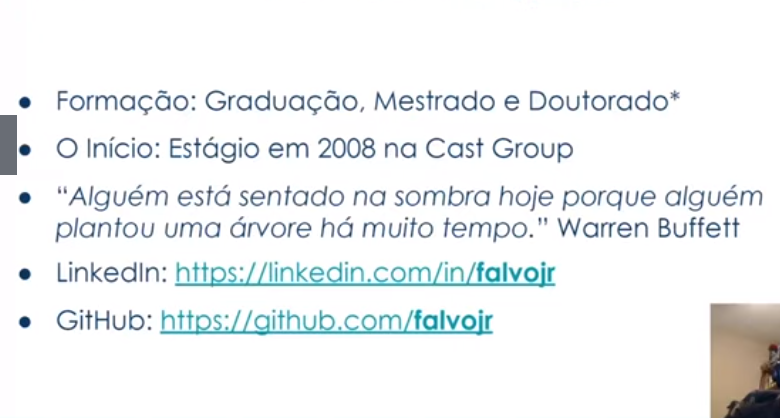 ● Formação: Graduação, Mestrado e Doutorado*
● O Início: Estágio em 2008 na Cast Group
● “Alguém está sentado na sombra hoje porque alguém
plantou uma árvore há muito tempo.” Warren Buffett
● LinkedIn: https://linkedin.com/in/falvojr
● GitHub: https://github.com/falvojr